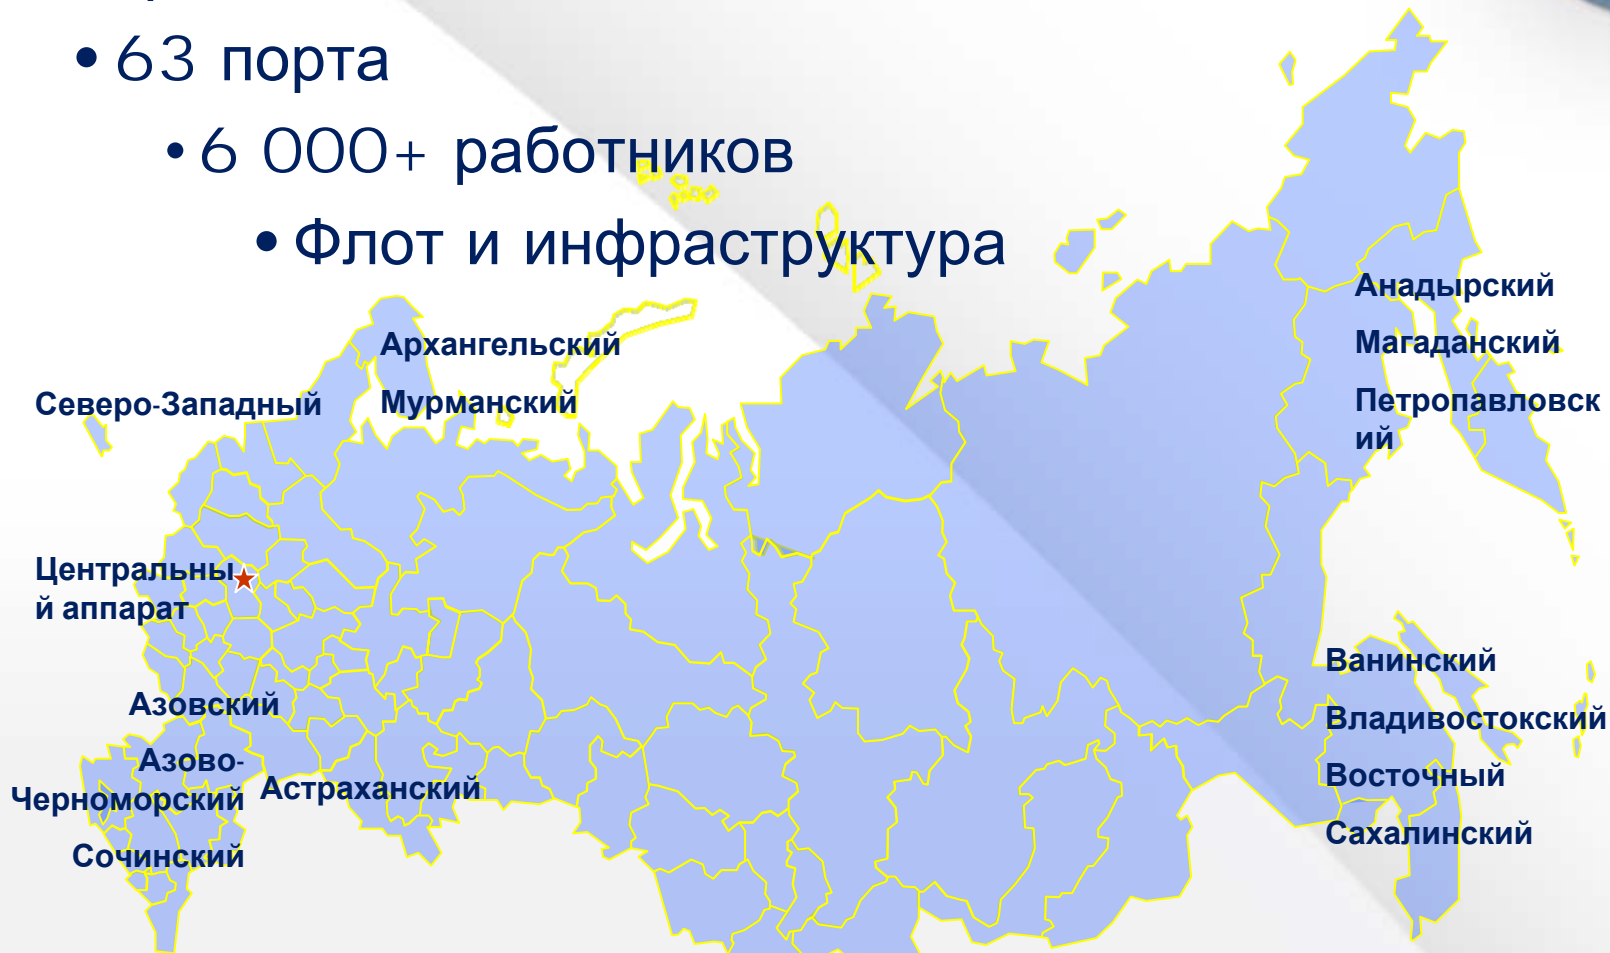 • 63 порта
• 6 000+ работников
• Флот и инфраструктура
Анадырский
Магаданский
Петропавловск
ий
Архангельский
Мурманский
Северо-Западный
Центральны
й аппарат
Азовский
Азово-
Черноморский
Сочинский
Астраханский
Ванинский
Владивостокский
Восточный
Сахалинский